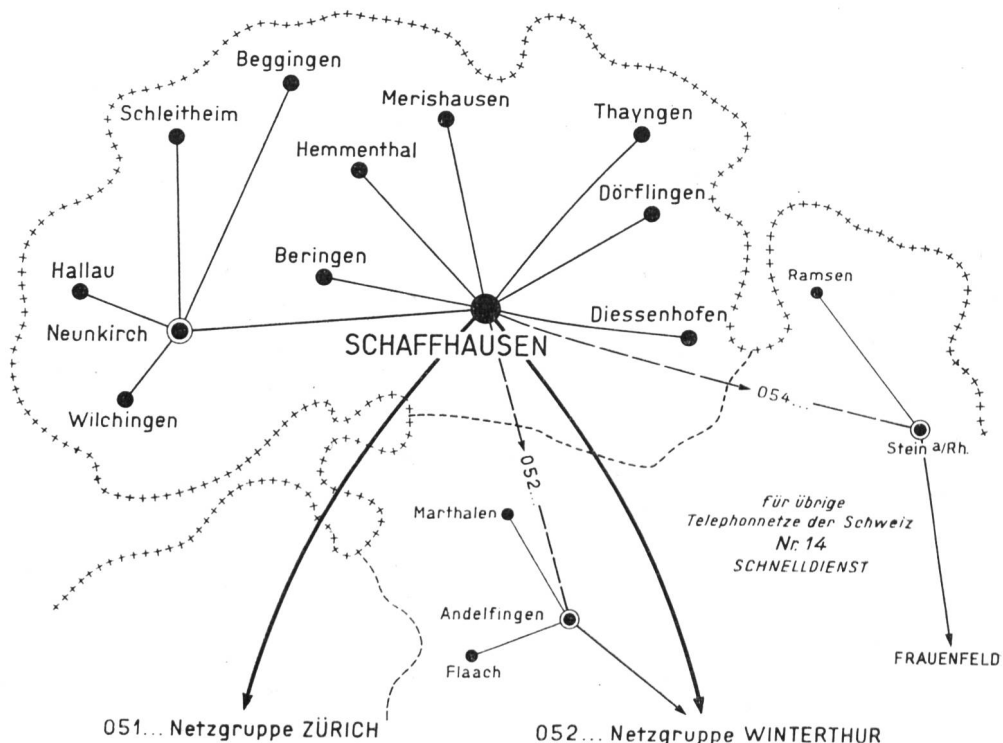 Beggingen
Schleitheim
Merishausen
Thayngen
Hemmenthal
Dörflingen
Beringen
Hallau
Ramsen
Neunkirch
Diessenhofen
SCHAFFHAUSEN
Wilchingen
054...
Stein a/Rh.
052...
Marthalen
für übrige
Telephonnetze der Schweiz
Nr. 14
SCHNELLDIENST
Andelfingen
Flaach
FRAUENFELD
051... Netzgruppe ZÜRICH
052... Netzgruppe WINTERTHUR